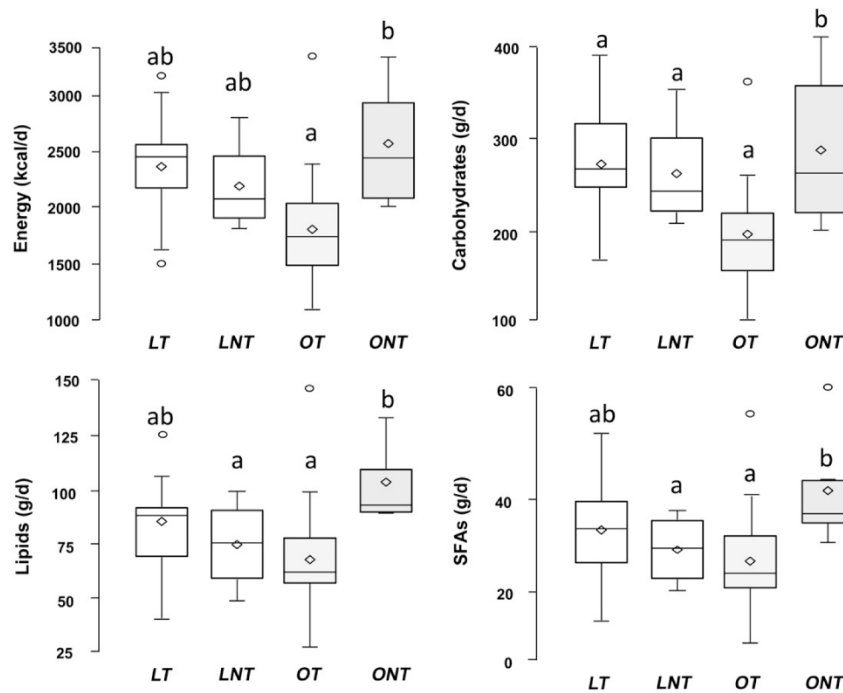 Energy (kcal/d)
3500
3000
2500
2000
1500
1000
ab
ab
a
b
LT LNT OT ONT
Carbohydrates (g/d)
400
300
200
100
a
a
a
b
LT LNT OT ONT
Lipids (g/d)
150
125
100
75
50
25
ab
a
a
b
LT LNT OT ONT
SFAs (g/d)
60
40
20
0
ab
a
a
b
LT LNT OT ONT